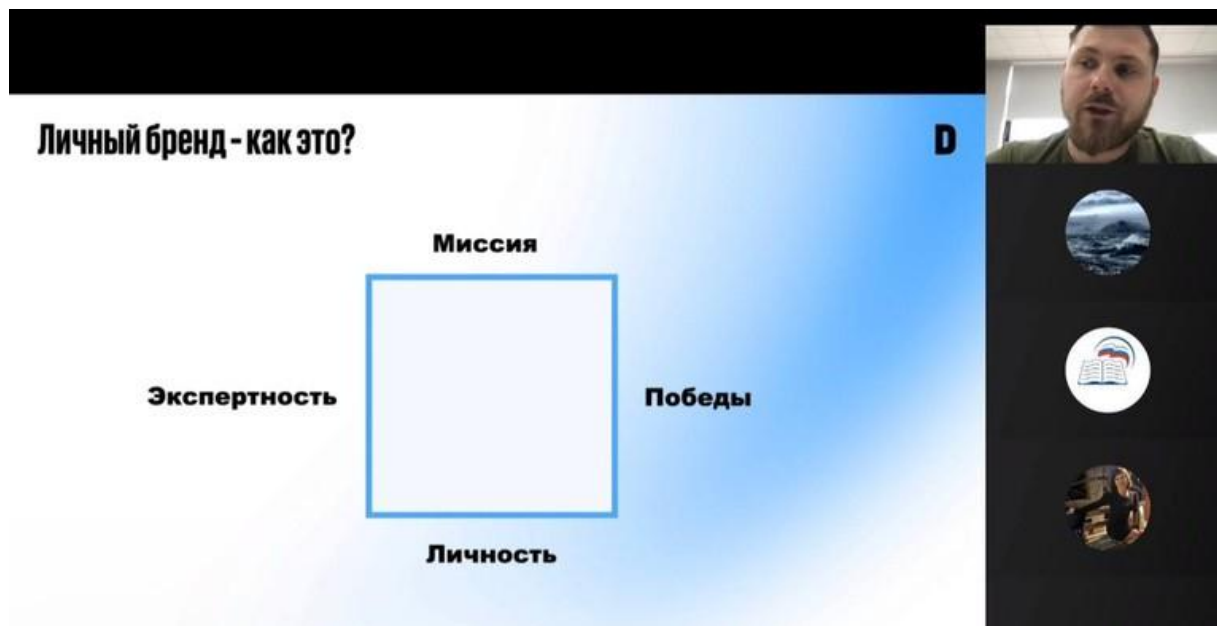 Личный бренд - как это?
D
Миссия
Экспертность
Победы
Личность